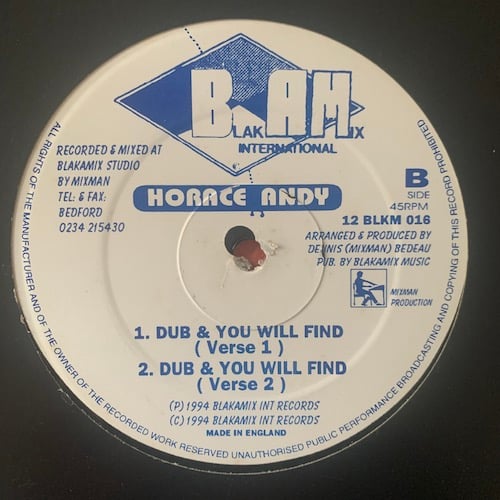 BLAKAMIX
INTERNATIONAL
RECORDED & MIXED AT
BLAKAMIX STUDIO
BY MIXMAN
TEL: & FAX:
BEDFORD
0234 215430
HORACE ANDY
B
SIDE
45RPM
12 BLKM 016
ARRANGED & PRODUCED BY
DENNIS (MIXMAN) BEDEAU
PUB. BY BLAKAMIX MUSIC
MIXMAN
PRODUCTION
1. DUB & YOU WILL FIND
( Verse 1 )
2. DUB & YOU WILL FIND
( Verse 2 )
(P) 1994 BLAKAMIX INT RECORDS
(C) 1994 BLAKAMIX INT RECORDS
MADE IN ENGLAND
ALL RIGHTS OF THE MANUFACTURER AND OF THE OWNER OF THE RECORDED WORK RESERVED UNAUTHORISED PUBLIC PERFORMANCE BROADCASTING AND COPYING OF THIS RECORD PROHIBITED